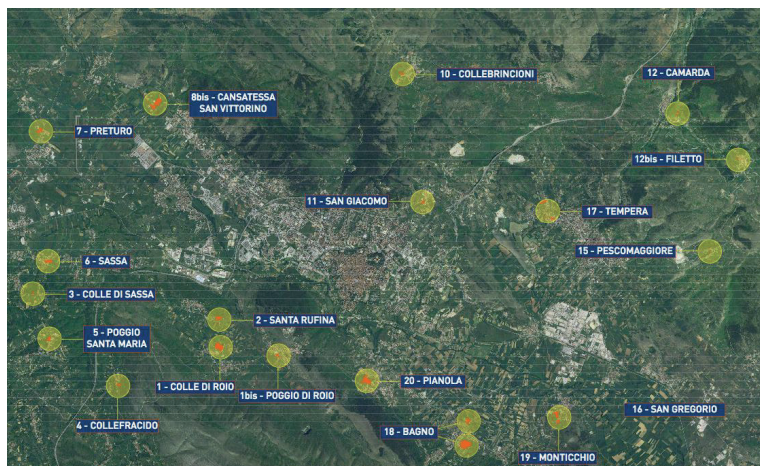 10 - COLLEBRINCIONI
12 - CAMARDA
8bis - CANSATESSA
SAN VITTORINO
7 - PRETURO
12bis - FILETTO
11 - SAN GIACOMO
17 - TEMPERA
15 - PESCOMAGGIORE
6 - SASSA
3 - COLLE DI SASSA
2 - SANTA RUFINA
5 - POGGIO
SANTA MARIA
1 - COLLE DI ROIO
1bis - POGGIO DI ROIO
20 - PIANOLA
4 - COLLEFRACIDO
16 - SAN GREGORIO
18 - BAGNO
19 - MONTICCHIO